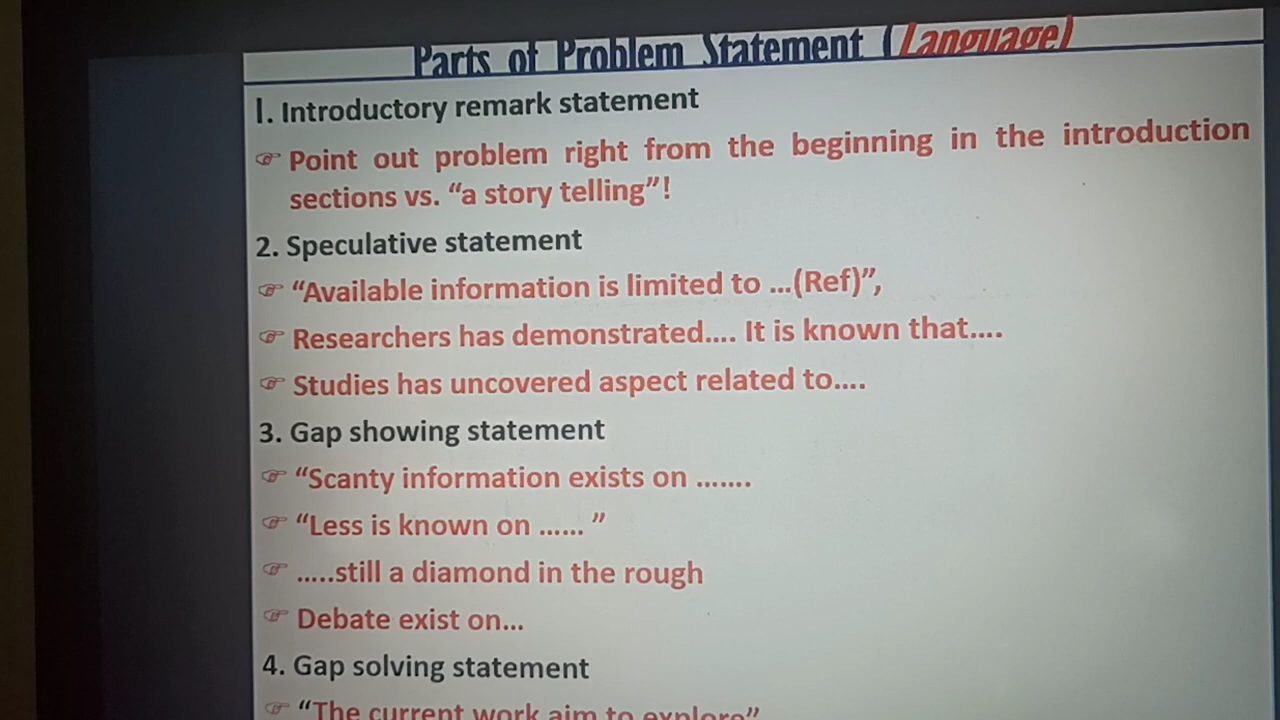 Parts of Problem Statement (Language)
1. Introductory remark statement
☞ Point out problem right from the beginning in the introduction
sections vs. “a story telling”!
2. Speculative statement
☞ “Available information is limited to ...(Ref)”,
☞ Researchers has demonstrated.... It is known that....
☞ Studies has uncovered aspect related to....
3. Gap showing statement
☞ “Scanty information exists on .......
☞ “Less is known on ...... ”
☞ .....still a diamond in the rough
☞ Debate exist on...
4. Gap solving statement
☞ “The current work aim to explore”